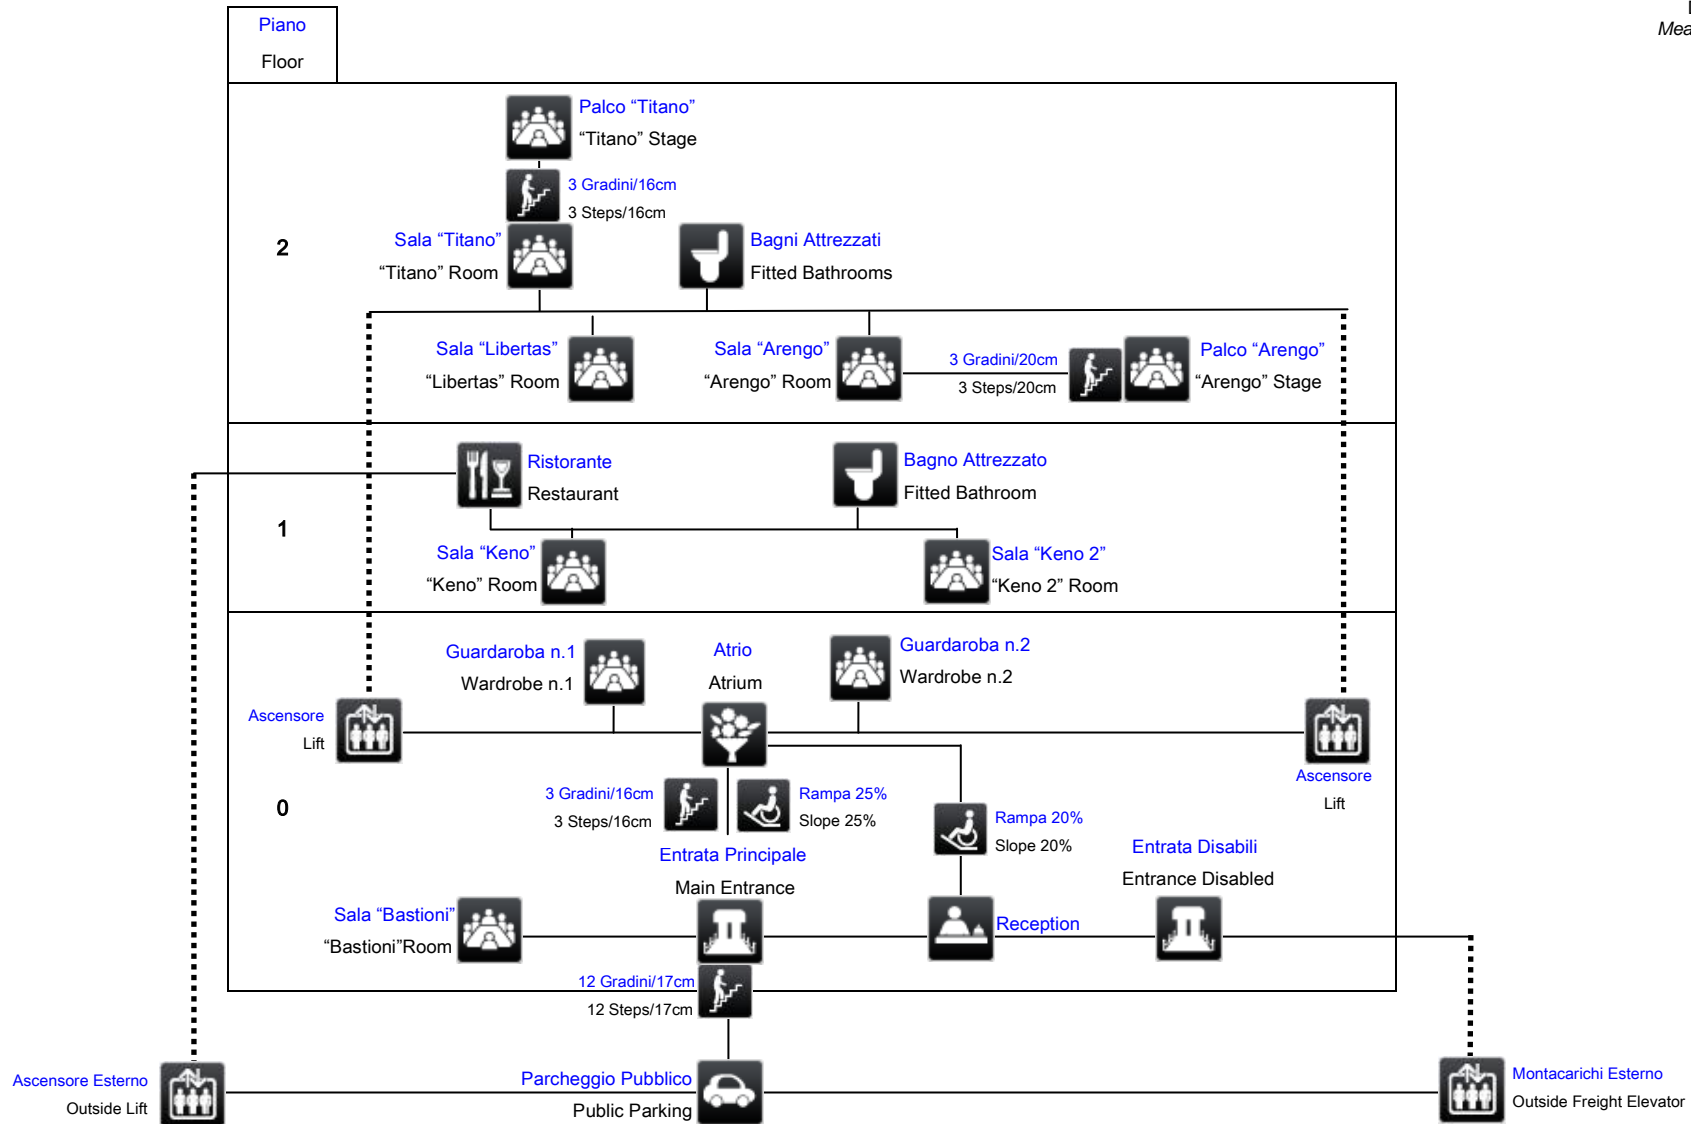 Piano
Floor
Mea
Palco “Titano”
“Titano” Stage
3 Gradini/16cm
3 Steps/16cm
2
Sala “Titano”
“Titano” Room
Bagni Attrezzati
Fitted Bathrooms
Sala “Libertas”
“Libertas” Room
Sala “Arengo”
“Arengo” Room
3 Gradini/20cm
3 Steps/20cm
Palco “Arengo”
“Arengo” Stage
Ristorante
Restaurant
Bagno Attrezzato
Fitted Bathroom
1
Sala “Keno”
“Keno” Room
Sala “Keno 2”
“Keno 2” Room
Guardaroba n.1
Wardrobe n.1
Atrio
Atrium
Guardaroba n.2
Wardrobe n.2
Ascensore
Lift
Ascensore
Lift
0
3 Gradini/16cm
3 Steps/16cm
Rampa 25%
Slope 25%
Rampa 20%
Slope 20%
Entrata Principale
Main Entrance
Entrata Disabili
Entrance Disabled
Sala “Bastioni”
“Bastioni”Room
Reception
12 Gradini/17cm
12 Steps/17cm
Ascensore Esterno
Outside Lift
Parcheggio Pubblico
Public Parking
Montacarichi Esterno
Outside Freight Elevator